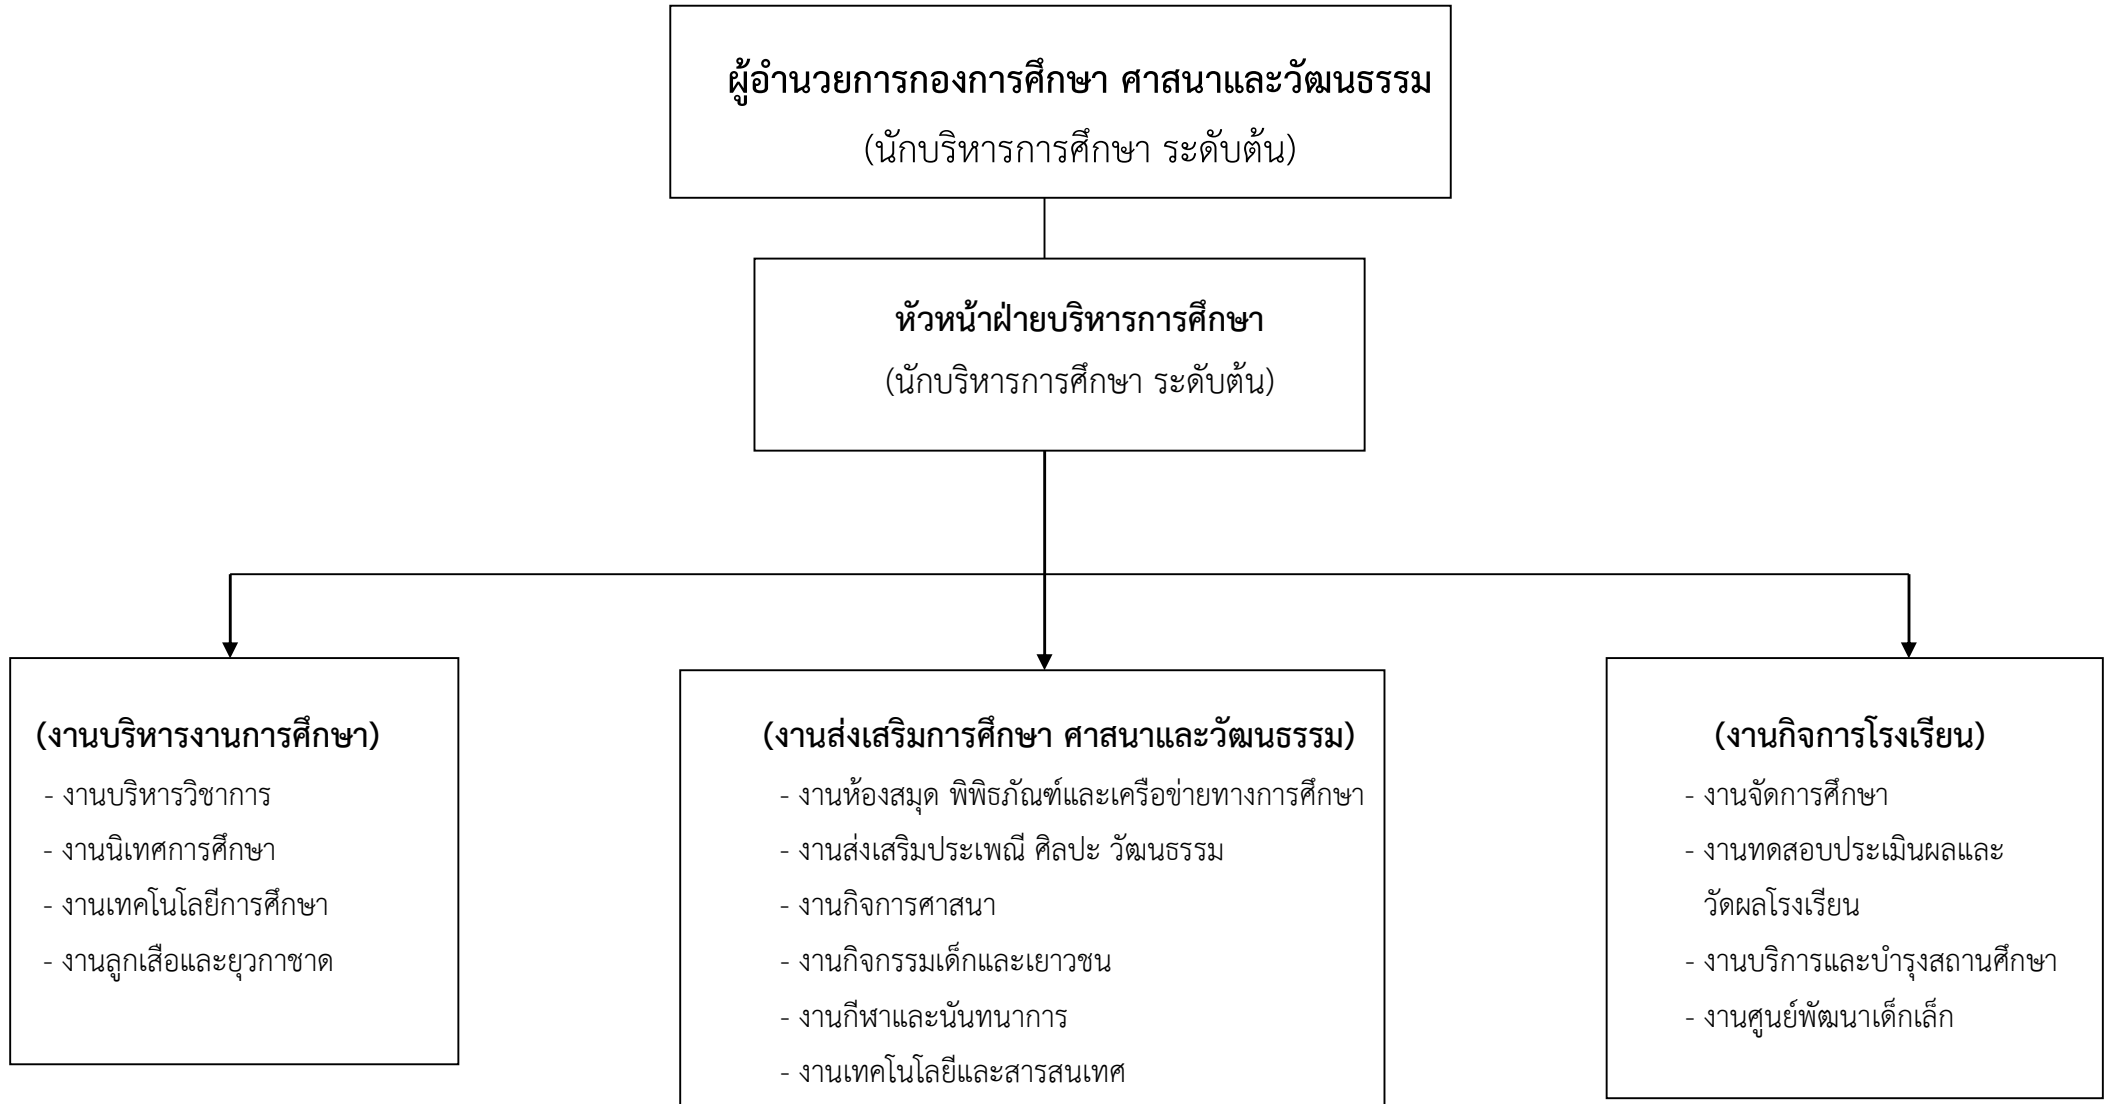 ผู้อำนวยการกองการศึกษา ศาสนาและวัฒนธรรม
(นักบริหารการศึกษา ระดับต้น)
หัวหน้าฝ่ายบริหารการศึกษา
(นักบริหารการศึกษา ระดับต้น)
(งานบริหารงานการศึกษา)
- งานบริหารวิชาการ
- งานนิเทศการศึกษา
- งานเทคโนโลยีการศึกษา
- งานลูกเสือและยุวกาชาด
(งานส่งเสริมการศึกษา ศาสนาและวัฒนธรรม)
- งานห้องสมุด พิพิธภัณฑ์และเครือข่ายทางการศึกษา
- งานส่งเสริมประเพณี ศิลปะ วัฒนธรรม
- งานกิจการศาสนา
- งานกิจกรรมเด็กและเยาวชน
- งานกีฬาและนันทนาการ
- งานเทคโนโลยีและสารสนเทศ
(งานกิจการโรงเรียน)
- งานจัดการศึกษา
- งานทดสอบประเมินผลและ
วัดผลโรงเรียน
- งานบริการและบำรุงสถานศึกษา
- งานศูนย์พัฒนาเด็กเล็ก